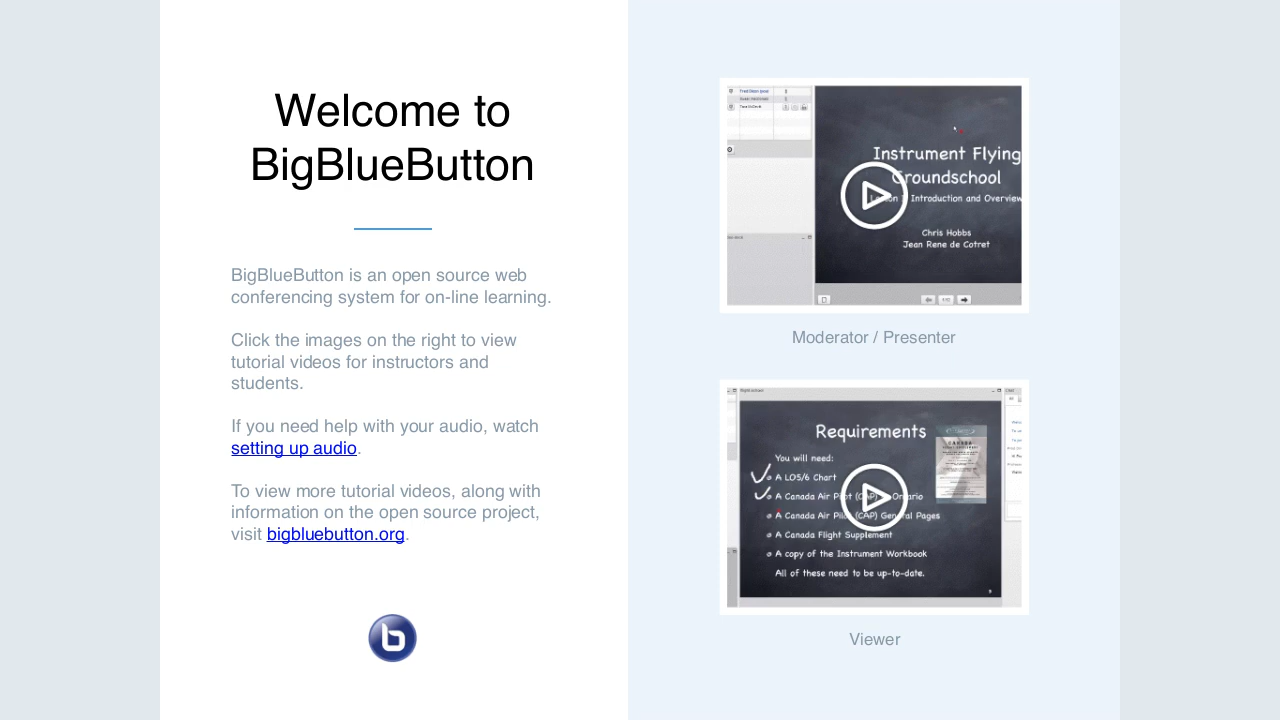 Welcome to
BigBlueButton
BigBlueButton is an open source web
conferencing system for on-line learning.
Click the images on the right to view
tutorial videos for instructors and
students.
If you need help with your audio, watch
setting up audio.
To view more tutorial videos, along with
information on the open source project,
visit bigbluebutton.org.
b
Instrument Flying
Groundschool
Introduction and Overview
Chris Hobbs
Jean Rene de Cotret
Moderator / Presenter
Requirements
CANADA
You will need:
A LO5/6 Chart
A Canada Air Pilot (CAP) Ontario
A Canada Air Pilot (CAP) General Pages
A Canada Flight Supplement
A copy of the Instrument Workbook
All of these need to be up-to-date.
Viewer